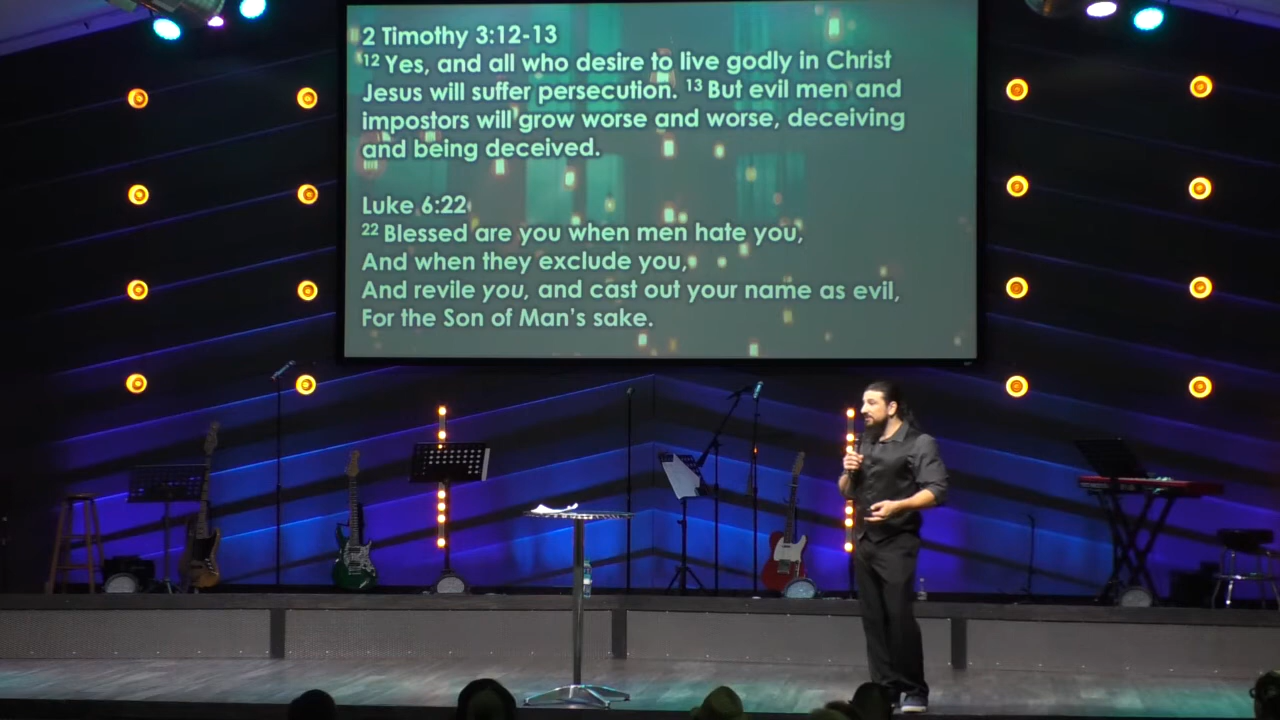 2 Timothy 3:12-13
12 Yes, and all who desire to live godly in Christ
Jesus will suffer persecution. 13 But evil men and
impostors will grow worse and worse, deceiving
and being deceived.
Luke 6:22
22 Blessed are you when men hate you,
And when they exclude you,
And revile you, and cast out your name as evil,
For the Son of Man's sake.